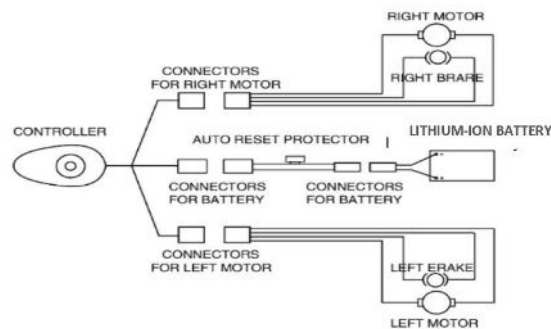 RIGHT MOTOR
CONNECTORS
FOR RIGHT MOTOR
RIGHT BRARE
CONTROLLER
AUTO RESET PROTECTOR
LITHIUM-ION BATTERY
CONNECTORS
FOR BATTERY
CONNECTORS
FOR BATTERY
CONNECTORS
FOR LEFT MOTOR
LEFT ERAKE
LEFT MOTOR